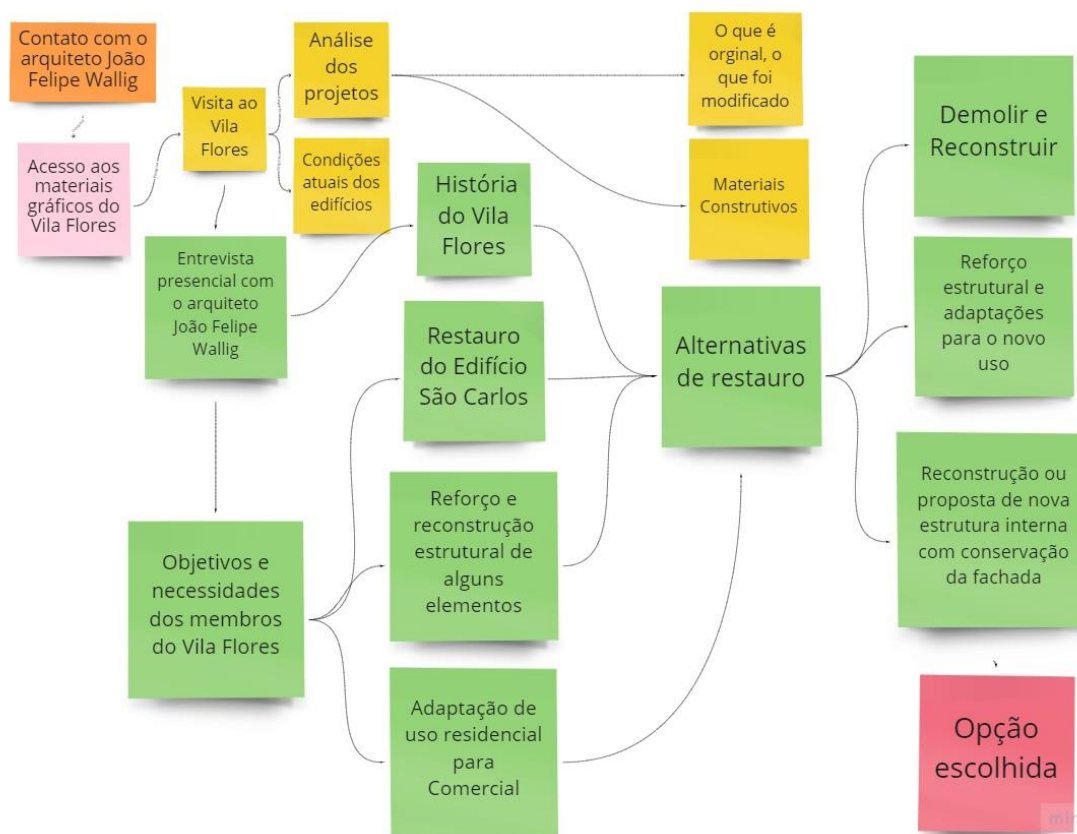 Contato com o
arquiteto João
Felipe Wallig
Acesso aos
materiais
gráficos do
Vila Flores
Visita ao
Vila
Flores
Análise
dos
projetos
Condições
atuais dos
edifícios
Entrevista
presencial com
o arquiteto
João Felipe
Wallig
História
do Vila
Flores
Restauro
do Edifício
São Carlos
Reforço e
reconstrução
estrutural de
alguns
elementos
Objetivos e
necessidades
dos membros
do Vila Flores
Adaptação de
uso residencial
para
Comercial
O que é
orginal, o
que foi
modificado
Materiais
Construtivos
Alternativas
de restauro
Demolir e
Reconstruir
Reforço
estrutural e
adaptações
para o novo
uso
Reconstrução ou
proposta de nova
estrutura interna
com conservação
da fachada
Opção
escolhida